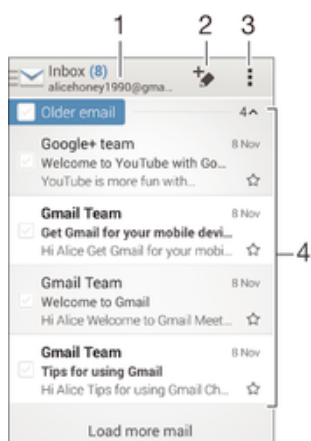 1 2 3
Inbox (8)
alicehoney1990@gma...
Older email 4
Google+ team 8 Nov
Welcome to YouTube with Go...
YouTube is more fun with...
Gmail Team 8 Nov
Get Gmail for your mobile devi...
Hi Alice Get Gmail for your mobi...
4
Gmail Team 8 Nov
Welcome to Gmail
Hi Alice Welcome to Gmail Meet...
Gmail Team 8 Nov
Tips for using Gmail
Hi Alice Tips for using Gmail Ch...
Load more mail